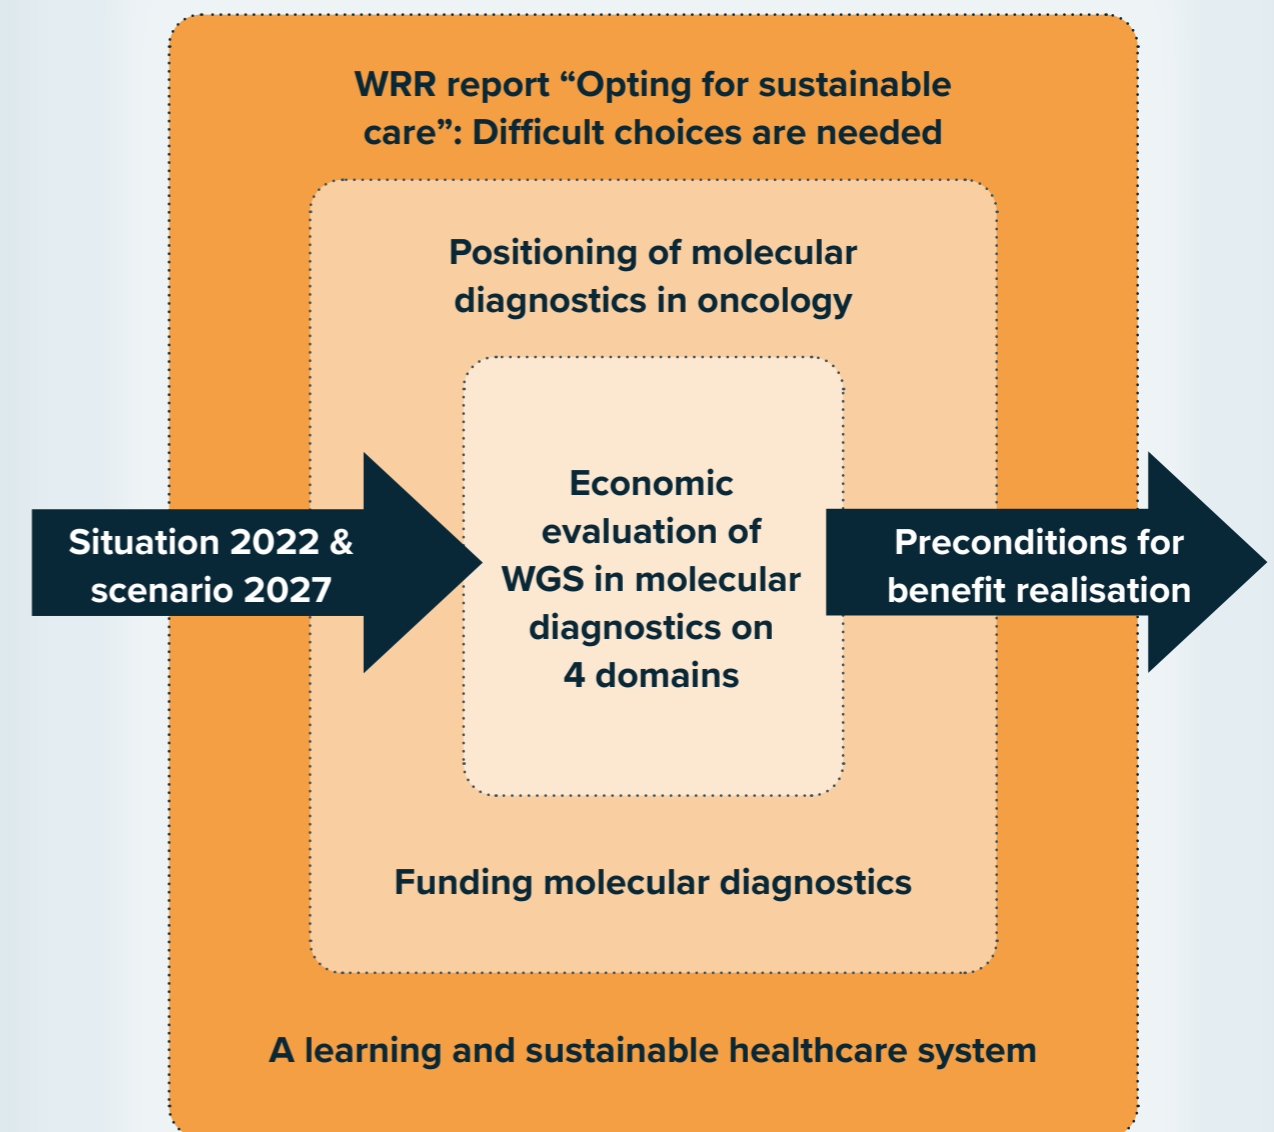 WRR report “Opting for sustainable
care”: Difficult choices are needed
Positioning of molecular
diagnostics in oncology
Situation 2022 &
scenario 2027
Economic
evaluation of
WGS in molecular
diagnostics on
4 domains
Preconditions for
benefit realisation
Funding molecular diagnostics
A learning and sustainable healthcare system